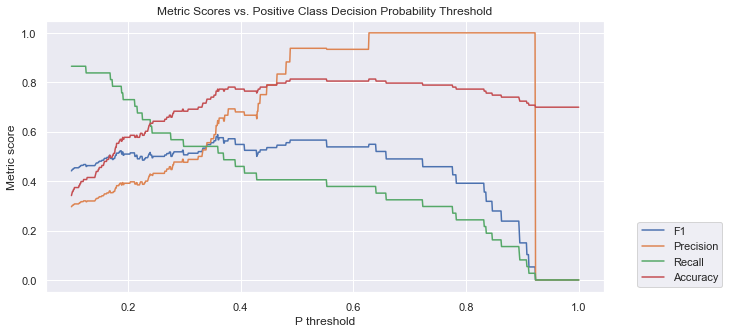 Metric Scores vs. Positive Class Decision Probability Threshold
1.0
0.8
0.6
0.4
0.2
0.0
Metric score
0.2
0.4
0.6
0.8
1.0
P threshold
F1
Precision
Recall
Accuracy